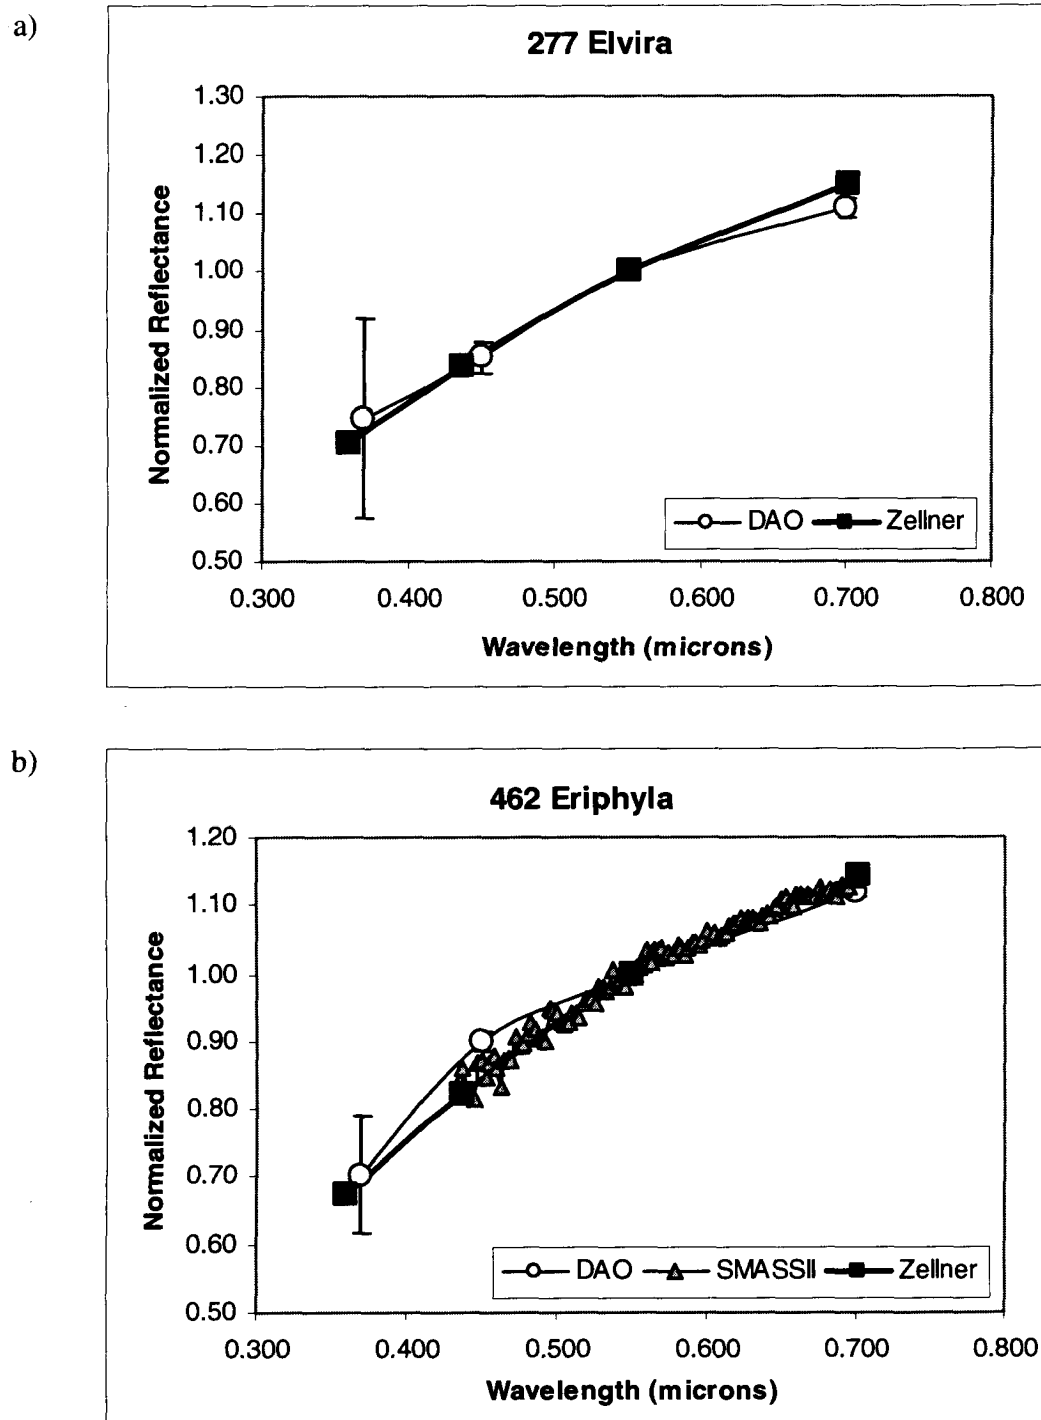 a)
277 Elvira
1.30
1.20
1.10
1.00
0.90
0.80
0.70
0.60
0.50
Normalized Reflectance
DAO Zellner
0.300 0.400 0.500 0.600 0.700 0.800
Wavelength (microns)
b)
462 Eriphyla
1.20
1.10
1.00
0.90
0.80
0.70
0.60
0.50
Normalized Reflectance
DAO SMASSII Zellner
0.300 0.400 0.500 0.600 0.700 0.800
Wavelength (microns)